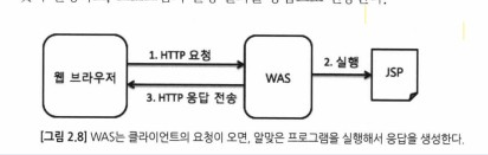 1. HTTP 요청
웹 브라우저
WAS
2. 실행
JSP
3. HTTP 응답 전송
[그림 2.8] WAS는 클라이언트의 요청이 오면, 알맞은 프로그램을 실행해서 응답을 생성한다.